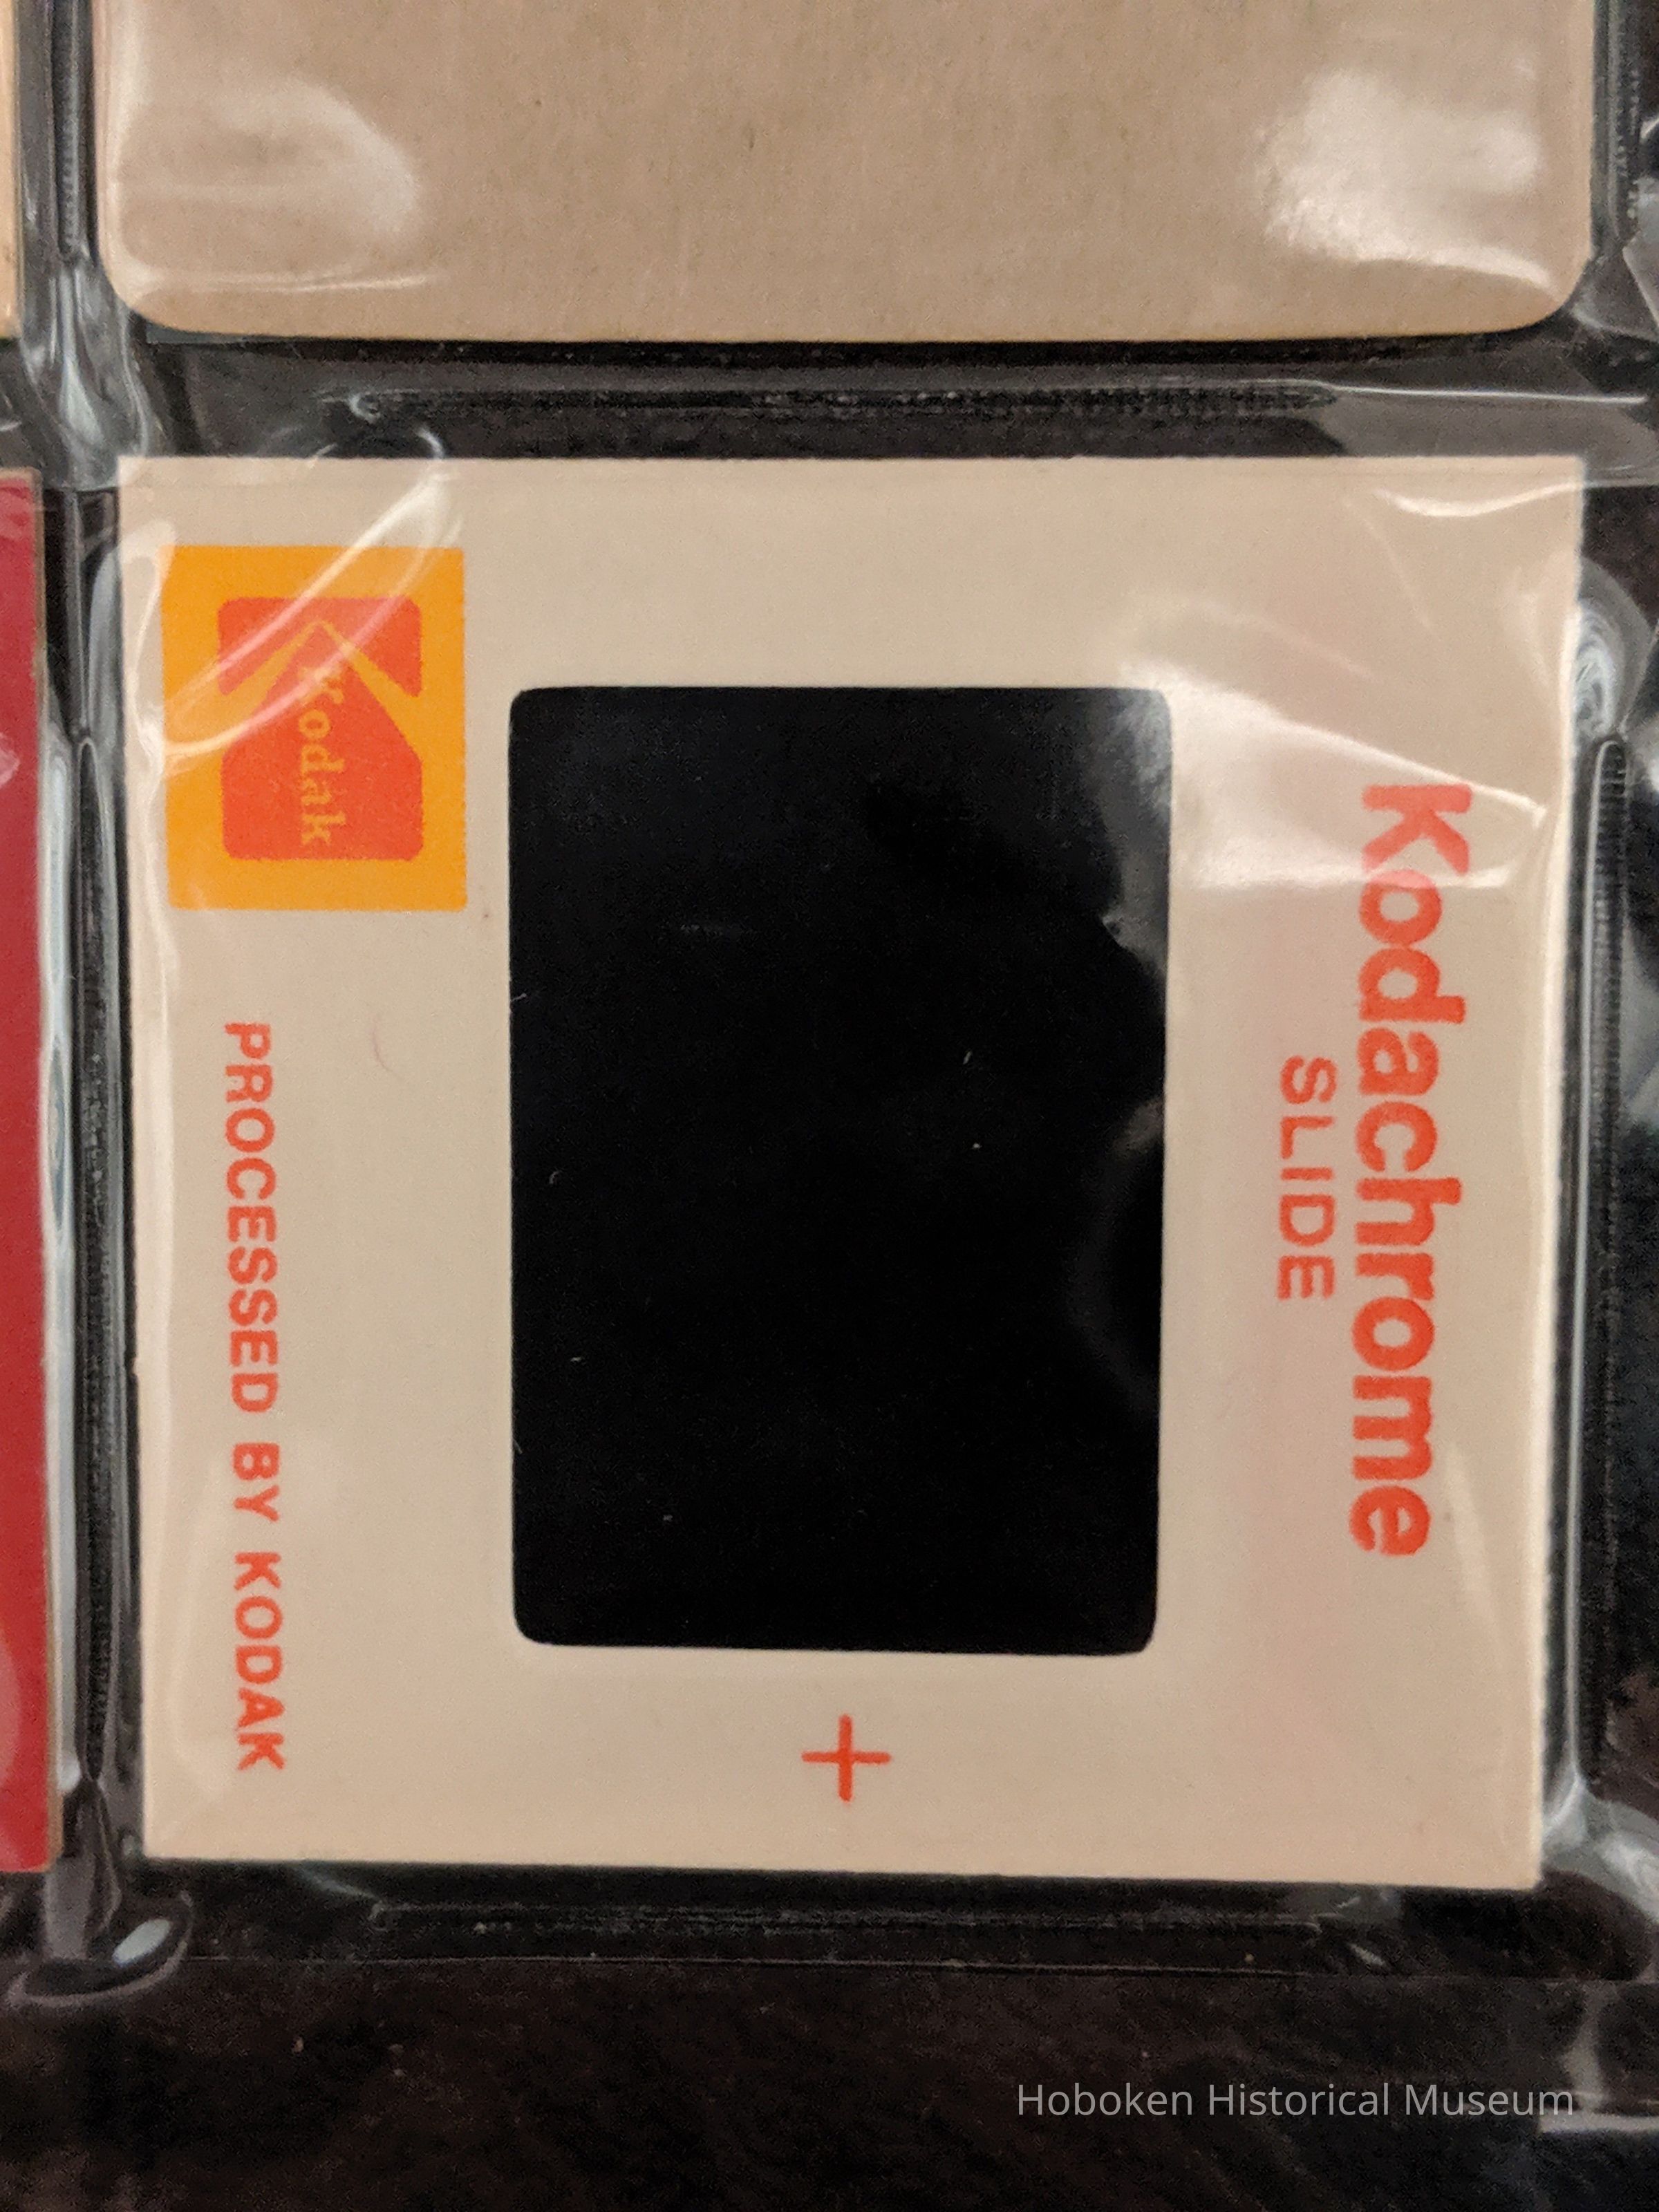 Kodachrome
SLIDE
Kodak
PROCESSED BY KODAK
Hoboken Historical Museum